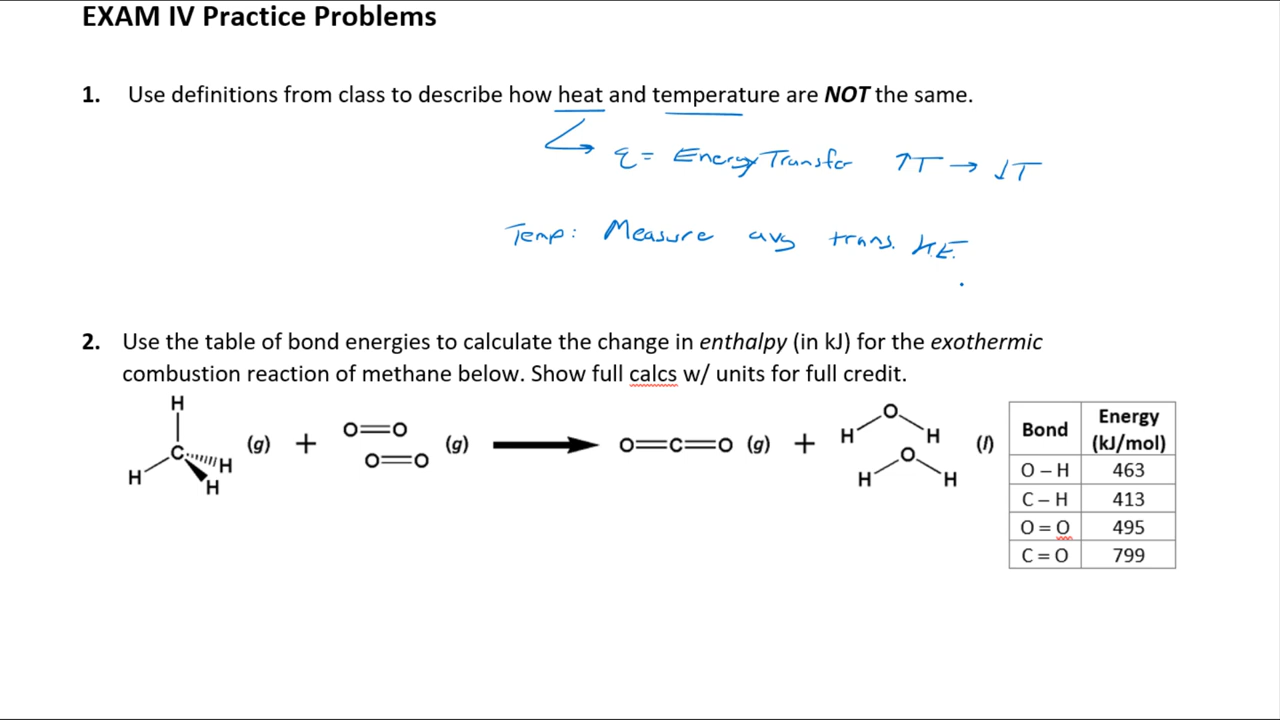 EXAM IV Practice Problems
1. Use definitions from class to describe how heat and temperature are NOT the same.
q = Energy Transfer ↑T → ↓T
Temp: Measure avg trans. K.E.
2. Use the table of bond energies to calculate the change in enthalpy (in kJ) for the exothermic
combustion reaction of methane below. Show full calcs w/ units for full credit.
H
C
H
H
H
(g) +
O=O
O=O
(g)
O=C=O (g) +
O
H H
O
H H
(l)
Bond Energy (kJ/mol)
O – H 463
C – H 413
O = O 495
C = O 799